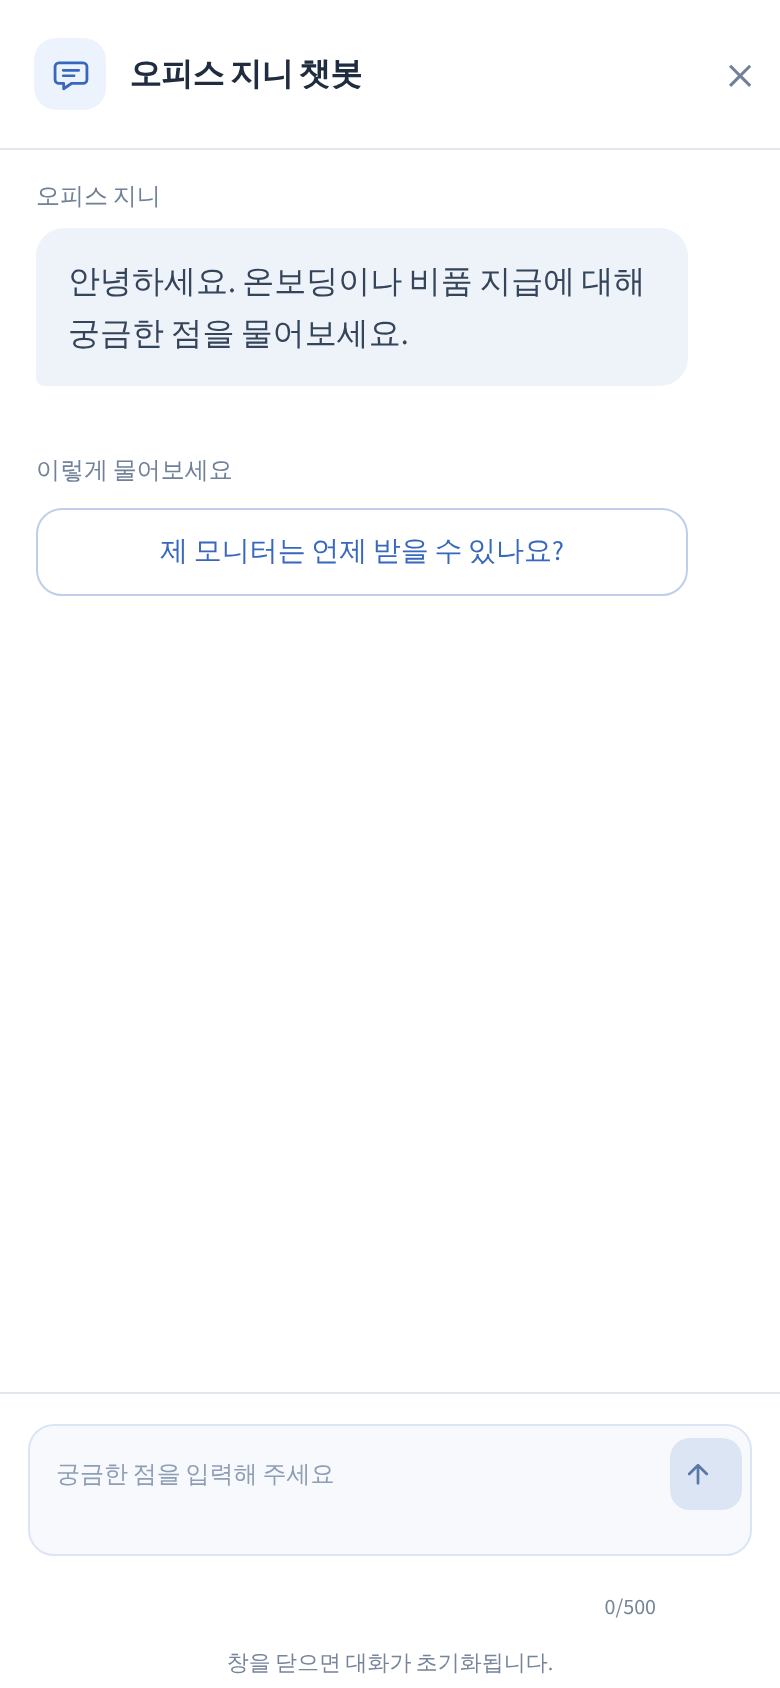 오피스 지니 챗봇
오피스 지니
안녕하세요. 온보딩이나 비품 지급에 대해
궁금한 점을 물어보세요.
이렇게 물어보세요
제 모니터는 언제 받을 수 있나요?
궁금한 점을 입력해 주세요
0/500
창을 닫으면 대화가 초기화됩니다.